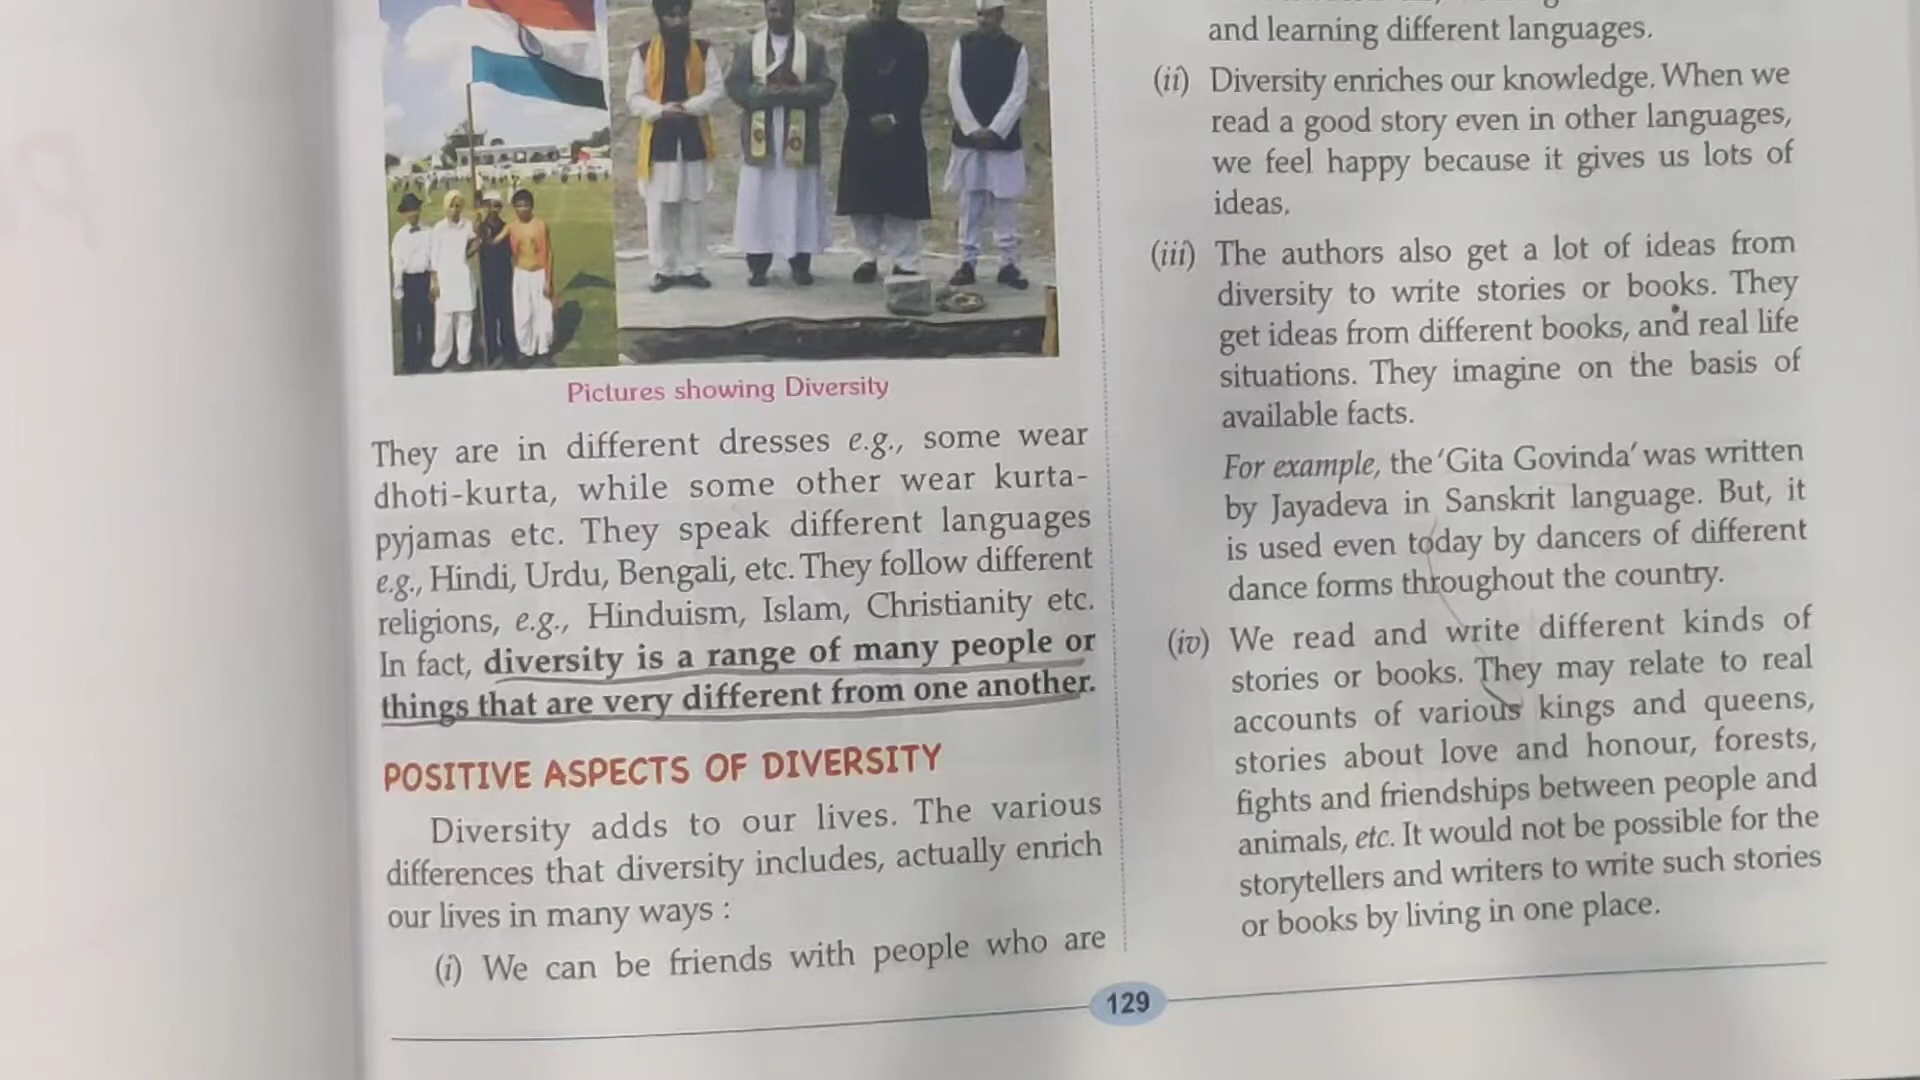 Pictures showing Diversity
They are in different dresses e.g., some wear
dhoti-kurta, while some other wear kurta-
pyjamas etc. They speak different languages
e.g., Hindi, Urdu, Bengali, etc. They follow different
religions, e.g., Hinduism, Islam, Christianity etc.
In fact, diversity is a range of many people or
things that are very different from one another.
POSITIVE ASPECTS OF DIVERSITY
Diversity adds to our lives. The various
differences that diversity includes, actually enrich
our lives in many ways :
(i) We can be friends with people who are
and learning different languages.
(ii) Diversity enriches our knowledge. When we
read a good story even in other languages,
we feel happy because it gives us lots of
ideas.
(iii) The authors also get a lot of ideas from
diversity to write stories or books. They
get ideas from different books, and real life
situations. They imagine on the basis of
available facts.
For example, the 'Gita Govinda' was written
by Jayadeva in Sanskrit language. But, it
is used even today by dancers of different
dance forms throughout the country.
(iv) We read and write different kinds of
stories or books. They may relate to real
accounts of various kings and queens,
stories about love and honour, forests,
fights and friendships between people and
animals, etc. It would not be possible for the
storytellers and writers to write such stories
or books by living in one place.
129